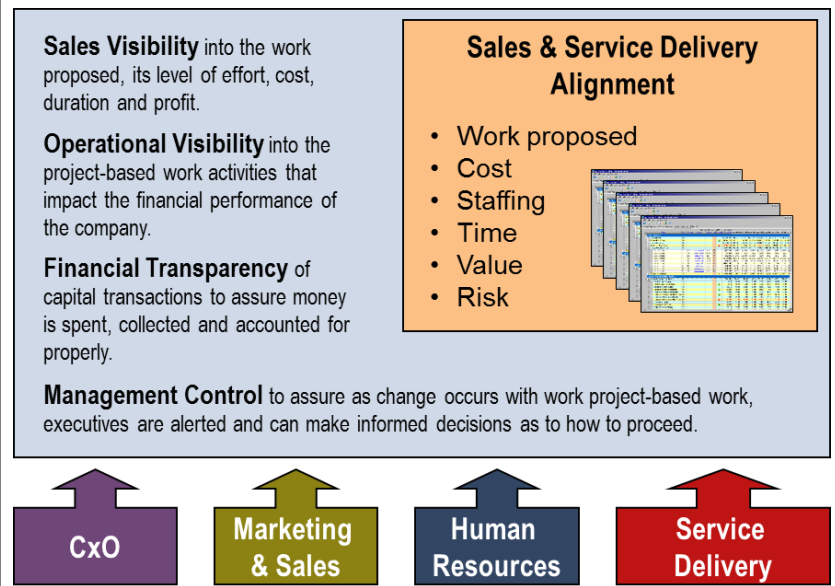 Sales Visibility into the work
proposed, its level of effort, cost,
duration and profit.
Operational Visibility into the
project-based work activities that
impact the financial performance of
the company.
Financial Transparency of
capital transactions to assure money
is spent, collected and accounted for
properly.
Management Control to assure as change occurs with work project-based work,
executives are alerted and can make informed decisions as to how to proceed.
Sales & Service Delivery
Alignment
• Work proposed
• Cost
• Staffing
• Time
• Value
• Risk
CxO
Marketing
& Sales
Human
Resources
Service
Delivery